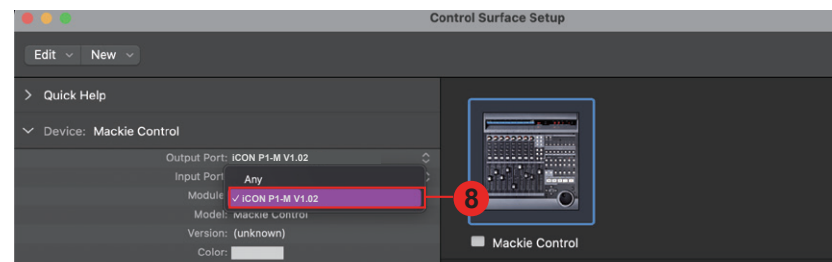 Control Surface Setup
Edit New
Quick Help
Device: Mackie Control
Output Port: iCON P1-M V1.02
Input Port
Any
Module
✓ iCON P1-M V1.02
8
Model: Mackie Control
Version: (unknown)
Color:
Mackie Control